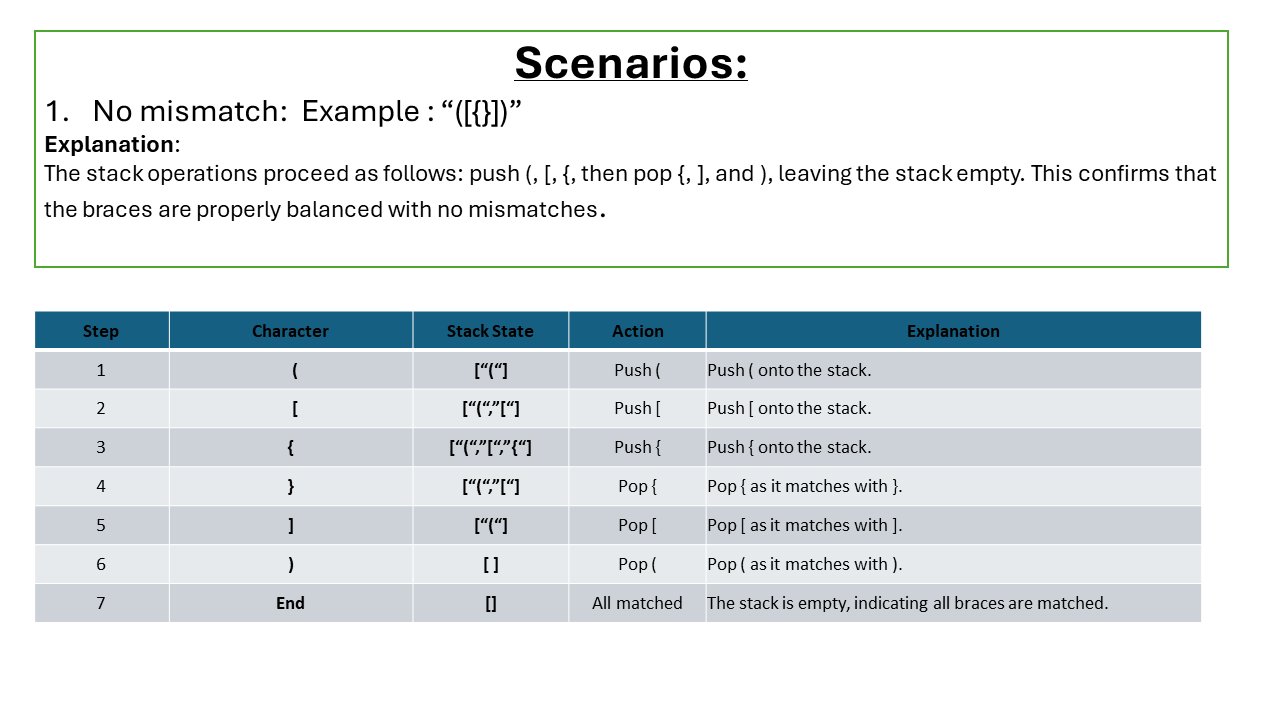 Scenarios:
1. No mismatch: Example : “([{}])”
Explanation:
The stack operations proceed as follows: push (, [, {, then pop {, ], and ), leaving the stack empty. This confirms that
the braces are properly balanced with no mismatches.
Step Character Stack State Action Explanation
1 ( [“(“] Push ( Push ( onto the stack.
2 [ [“(“,”[“] Push [ Push [ onto the stack.
3 { [“(“,”[“,”{“] Push { Push { onto the stack.
4 } [“(“,”[“] Pop { Pop { as it matches with }.
5 ] [“(“] Pop [ Pop [ as it matches with ].
6 ) [ ] Pop ( Pop ( as it matches with ).
7 End [] All matched The stack is empty, indicating all braces are matched.